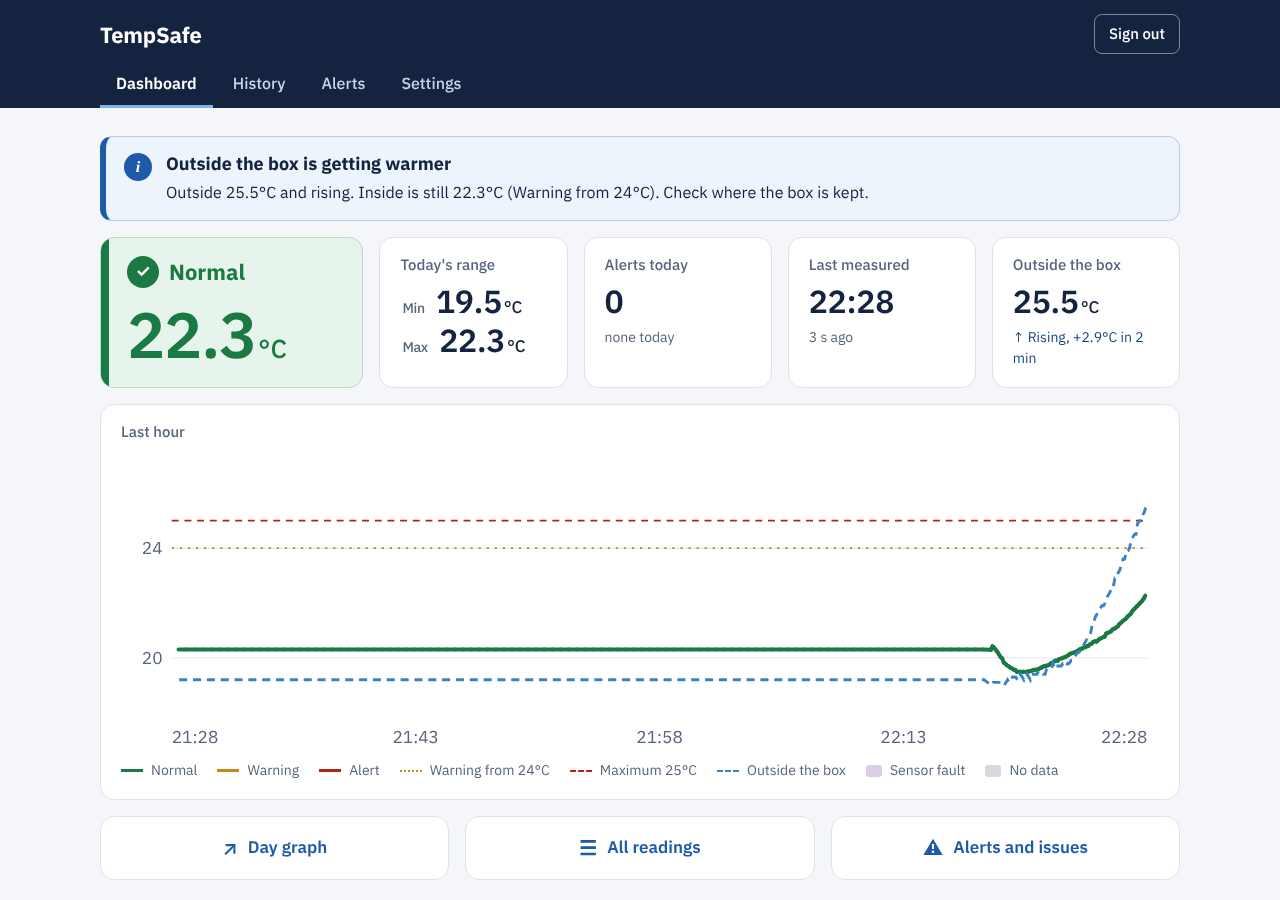 TempSafe
Sign out
Dashboard
History
Alerts
Settings
i
Outside the box is getting warmer
Outside 25.5°C and rising. Inside is still 22.3°C (Warning from 24°C). Check where the box is kept.
Normal
22.3°C
Today's range
Min 19.5°C
Max 22.3°C
Alerts today
0
none today
Last measured
22:28
3 s ago
Outside the box
25.5°C
↑ Rising, +2.9°C in 2
min
Last hour
24
20
21:28
21:43
21:58
22:13
22:28
Normal
Warning
Alert
Warning from 24°C
Maximum 25°C
Outside the box
Sensor fault
No data
Day graph
All readings
Alerts and issues